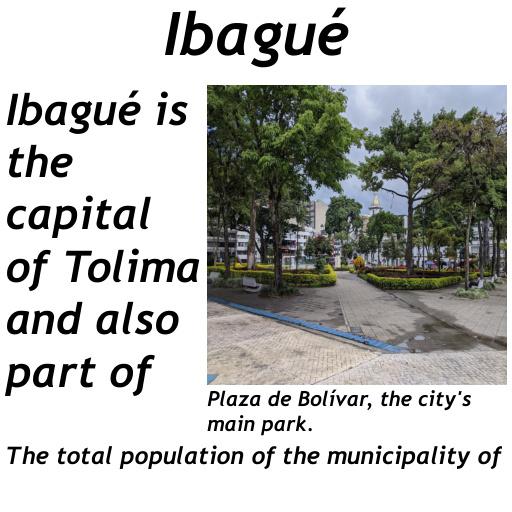 Ibagué
Ibagué is
the
capital
of Tolima
and also
part of
Plaza de Bolívar, the city's
main park.
The total population of the municipality of